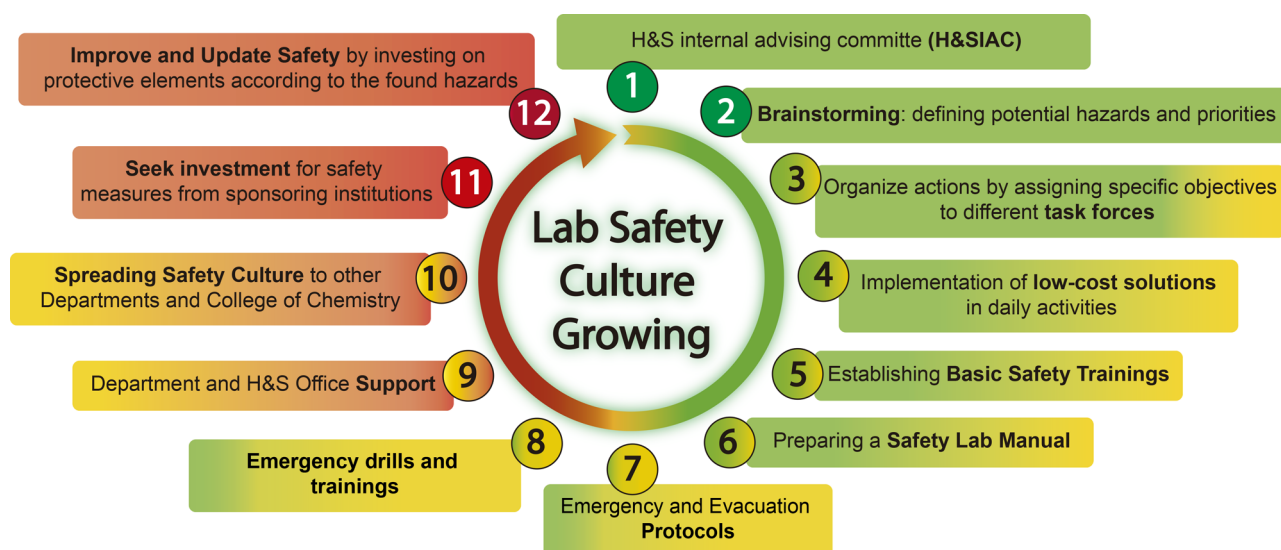 H&S internal advising committe (H&SIAC)
1
2
Brainstorming: defining potential hazards and priorities
3
Organize actions by assigning specific objectives
to different task forces
4
Implementation of low-cost solutions
in daily activities
5
Establishing Basic Safety Trainings
6
Preparing a Safety Lab Manual
7
Emergency and Evacuation
Protocols
8
Emergency drills and
trainings
9
Department and H&S Office Support
10
Spreading Safety Culture to other
Departments and College of Chemistry
11
Seek investment for safety
measures from sponsoring institutions
12
Improve and Update Safety by investing on
protective elements according to the found hazards
Lab Safety
Culture
Growing